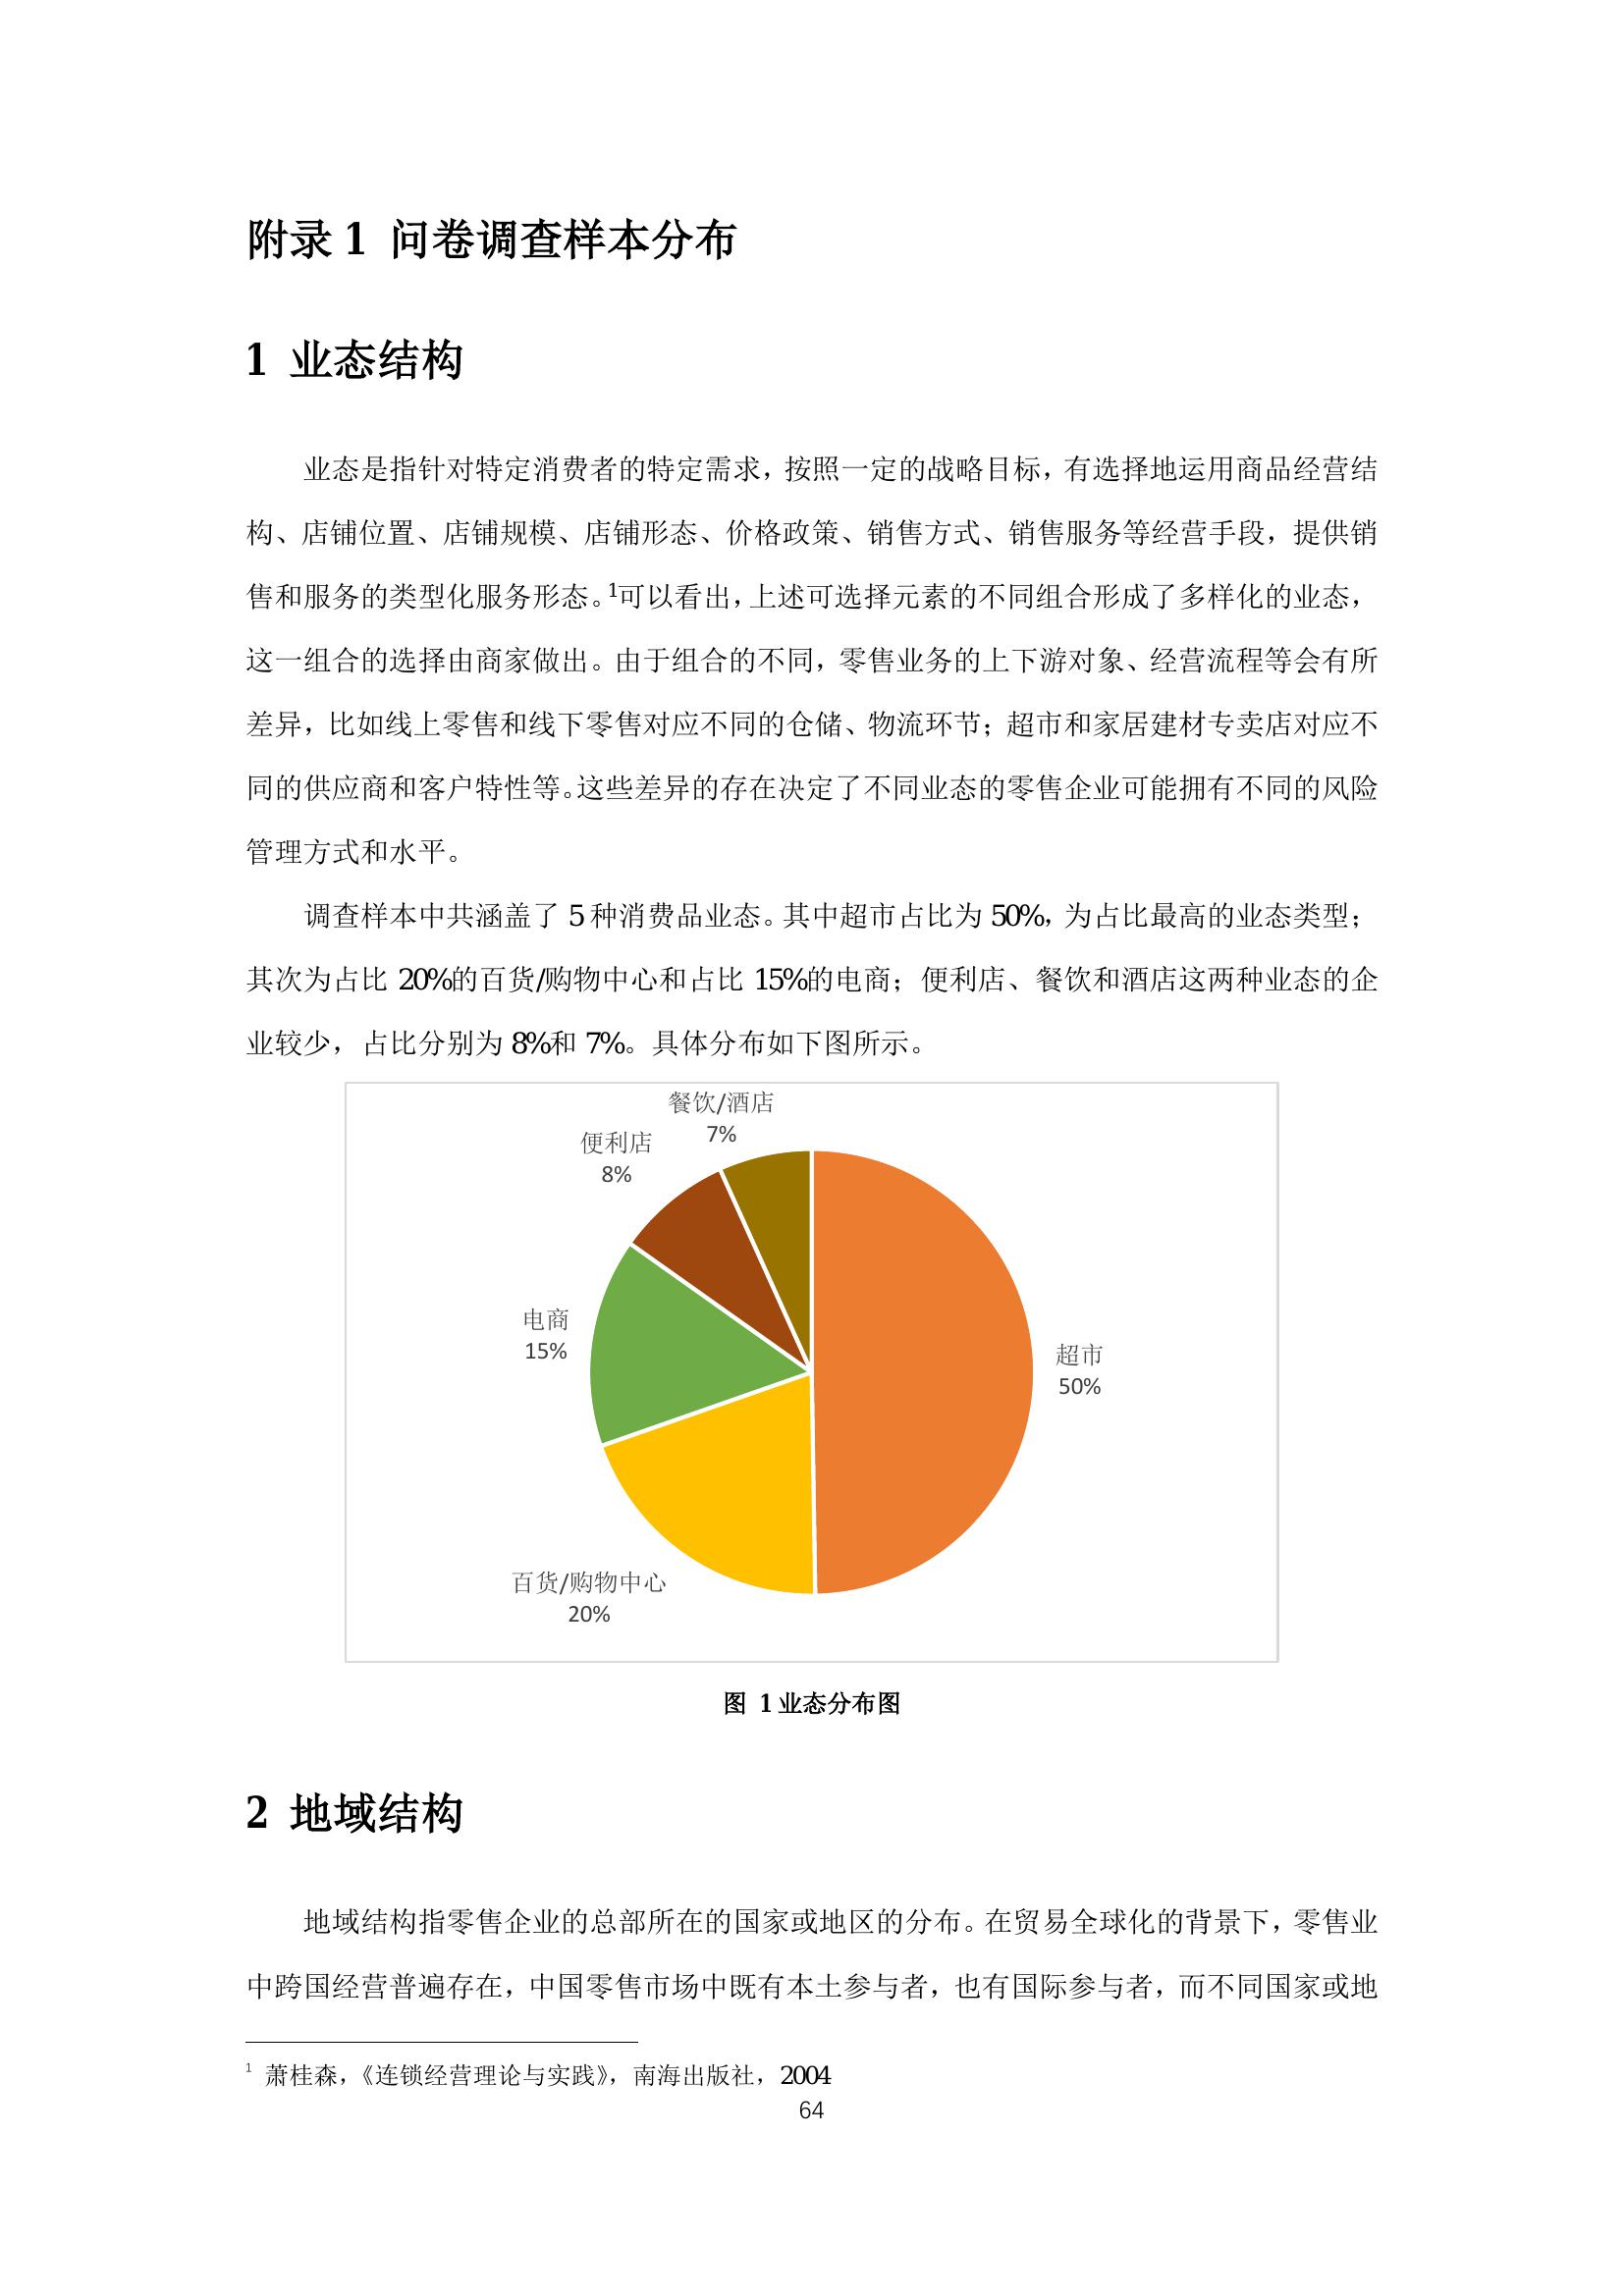 附录 1 问卷调查样本分布
1 业态结构
业态是指针对特定消费者的特定需求，按照一定的战略目标，有选择地运用商品经营结
构、店铺位置、店铺规模、店铺形态、价格政策、销售方式、销售服务等经营手段，提供销
售和服务的类型化服务形态。1可以看出，上述可选择元素的不同组合形成了多样化的业态，
这一组合的选择由商家做出。由于组合的不同，零售业务的上下游对象、经营流程等会有所
差异，比如线上零售和线下零售对应不同的仓储、物流环节；超市和家居建材专卖店对应不
同的供应商和客户特性等。这些差异的存在决定了不同业态的零售企业可能拥有不同的风险
管理方式和水平。
调查样本中共涵盖了 5 种消费品业态。其中超市占比为 50%，为占比最高的业态类型；
其次为占比 20%的百货/购物中心和占比 15%的电商；便利店、餐饮和酒店这两种业态的企
业较少，占比分别为 8%和 7%。具体分布如下图所示。
餐饮/酒店
7%
便利店
8%
电商
15%
超市
50%
百货/购物中心
20%
图 1 业态分布图
2 地域结构
地域结构指零售企业的总部所在的国家或地区的分布。在贸易全球化的背景下，零售业
中跨国经营普遍存在，中国零售市场中既有本土参与者，也有国际参与者，而不同国家或地
1 萧桂森，《连锁经营理论与实践》，南海出版社，2004
64